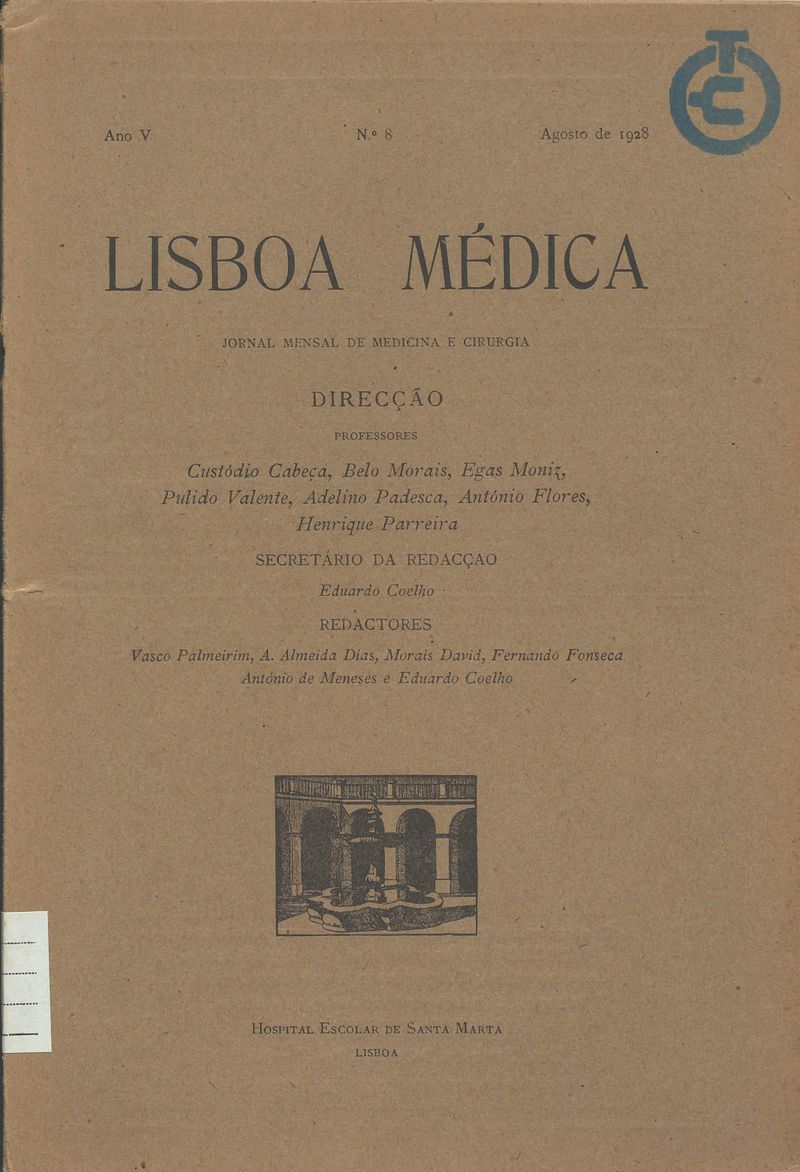 Ano V N.º 8 Agosto de 1928
LISBOA MÉDICA
JORNAL MENSAL DE MEDICINA E CIRURGIA
DIRECÇÃO
PROFESSORES
Custódio Cabeça, Belo Morais, Egas Moniz,
Pulido Valente, Adelino Padesca, António Flores,
Henrique Parreira
SECRETÁRIO DA REDACÇAO
Eduardo Coelho
REDACTORES
Vasco Palmeirim, A. Almeida Dias, Morais David, Fernando Fonseca
António de Meneses e Eduardo Coelho
HOSPITAL ESCOLAR DE SANTA MARTA
LISBOA